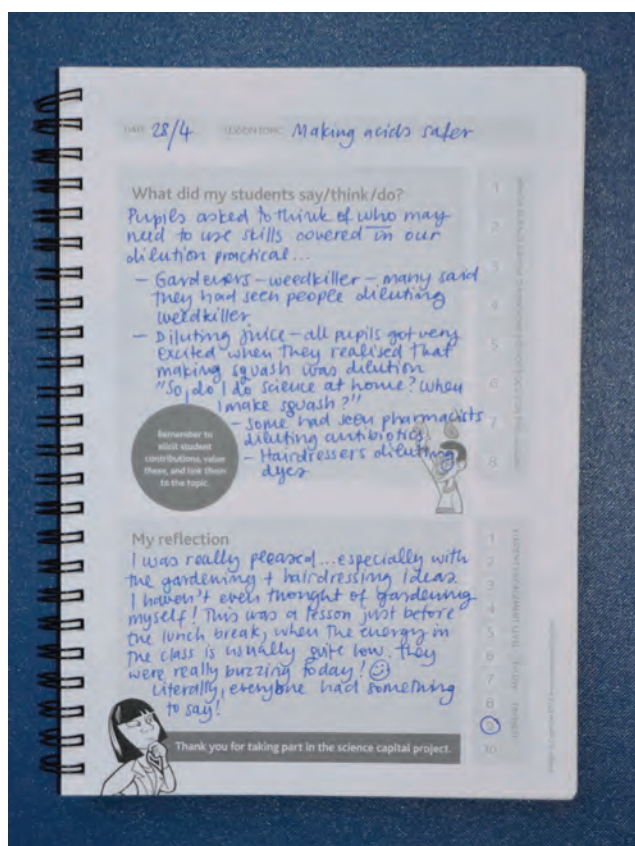 DATE 28/4 LESSON TOPIC Making acids safer
What did my students say/think/do?
Pupils asked to think of who may
need to use skills covered in our
dilution practical...
– Gardeners – weedkiller – many said
they had seen people diluting
weedkiller
– Diluting juice – all pupils got very
excited when they realised that
making squash was dilution
"So, do I do science at home? When
I make squash?"
– Some had seen pharmacists
diluting antibiotics
– Hairdressers diluting
dyes
Remember to
elicit student
contributions, value
these, and link them
to the topic.
1
2
3
4
5
6
7
8
My reflection
I was really pleased... especially with
the gardening + hairdressing ideas.
I haven't even thought of gardening
myself! This was a lesson just before
the lunch break, when the energy in
the class is usually quite low. They
were really buzzing today! ☺
Literally, everyone had something
to say!
1
2
3
4
5
6
7
8
9
10
STUDENT ENGAGEMENT LEVEL
Thank you for taking part in the science capital project.